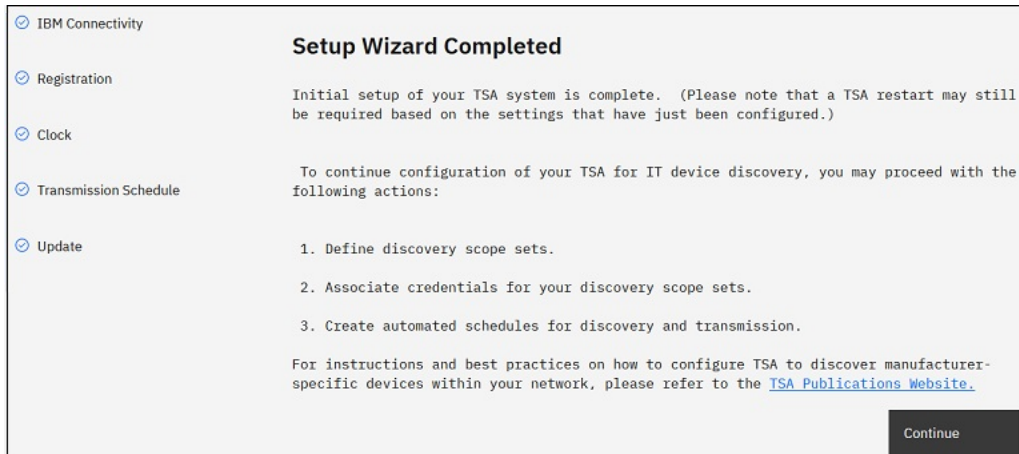 IBM Connectivity
Registration
Clock
Transmission Schedule
Update
Setup Wizard Completed
Initial setup of your TSA system is complete.  (Please note that a TSA restart may still
be required based on the settings that have just been configured.)
To continue configuration of your TSA for IT device discovery, you may proceed with the
following actions:
1. Define discovery scope sets.
2. Associate credentials for your discovery scope sets.
3. Create automated schedules for discovery and transmission.
For instructions and best practices on how to configure TSA to discover manufacturer-
specific devices within your network, please refer to the TSA Publications Website.
Continue